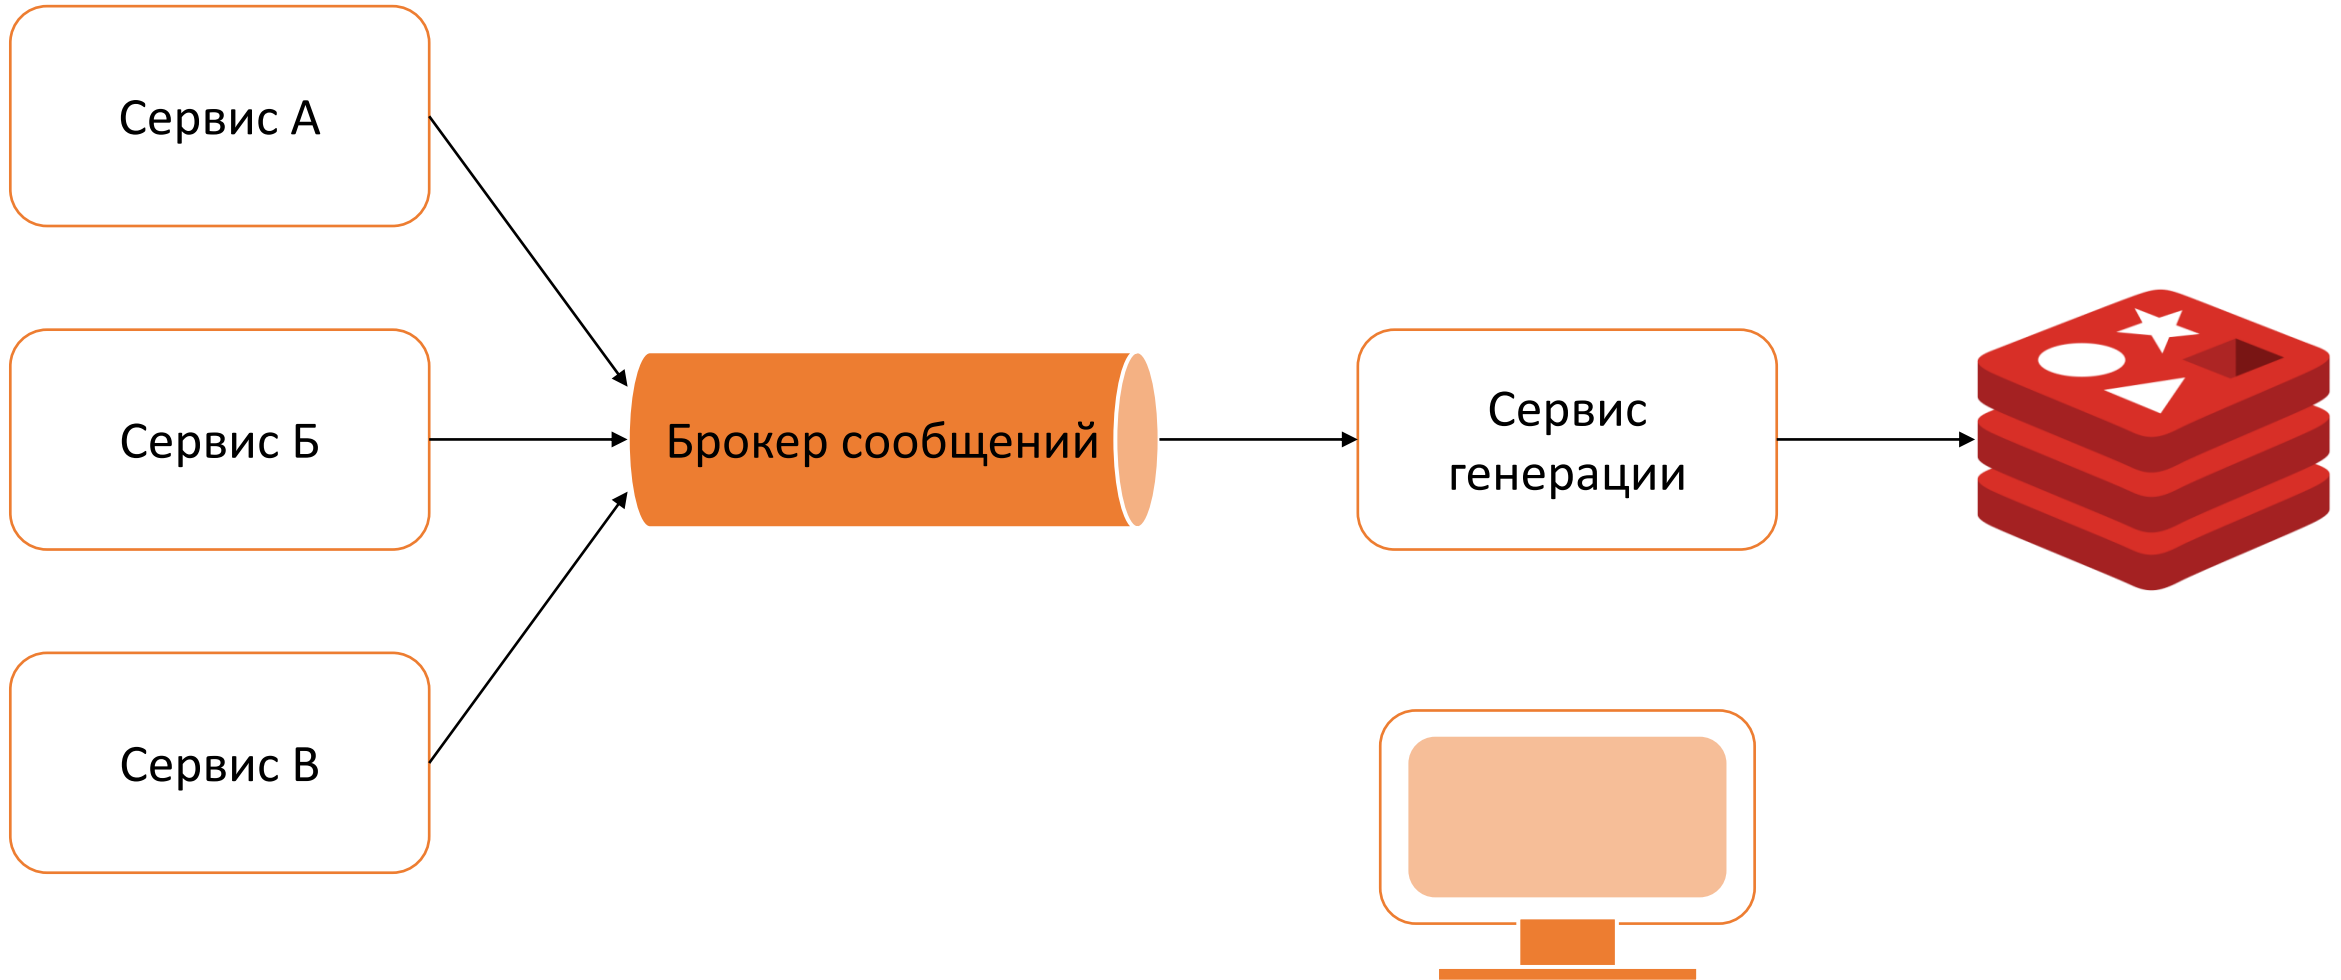 Сервис А
Сервис Б
Брокер сообщений
Сервис
генерации
Сервис В